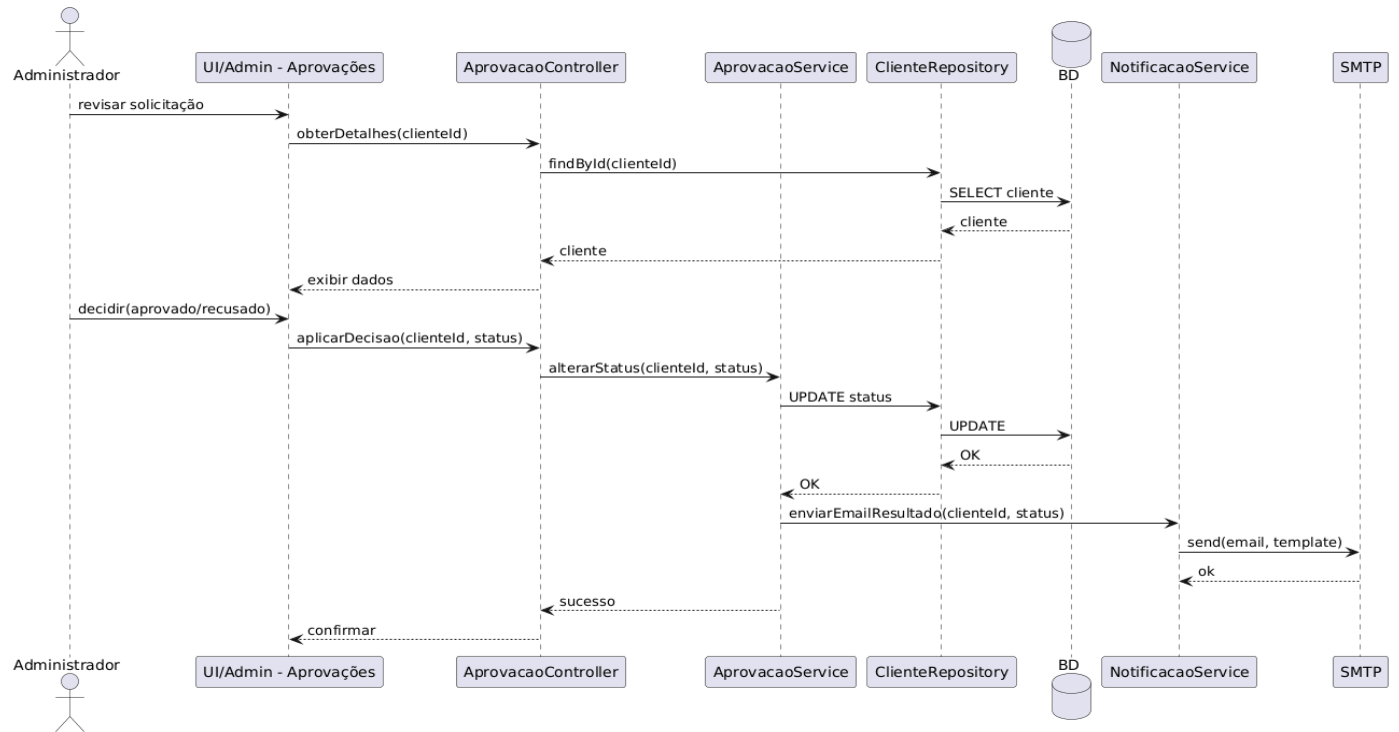 Administrador
UI/Admin - Aprovações
AprovacaoController
AprovacaoService
ClienteRepository
BD
NotificacaoService
SMTP
revisar solicitação
obterDetalhes(clienteId)
findById(clienteId)
SELECT cliente
cliente
cliente
exibir dados
decidir(aprovado/recusado)
aplicarDecisao(clienteId, status)
alterarStatus(clienteId, status)
UPDATE status
UPDATE
OK
OK
enviarEmailResultado(clienteId, status)
send(email, template)
ok
sucesso
confirmar
Administrador
UI/Admin - Aprovações
AprovacaoController
AprovacaoService
ClienteRepository
BD
NotificacaoService
SMTP